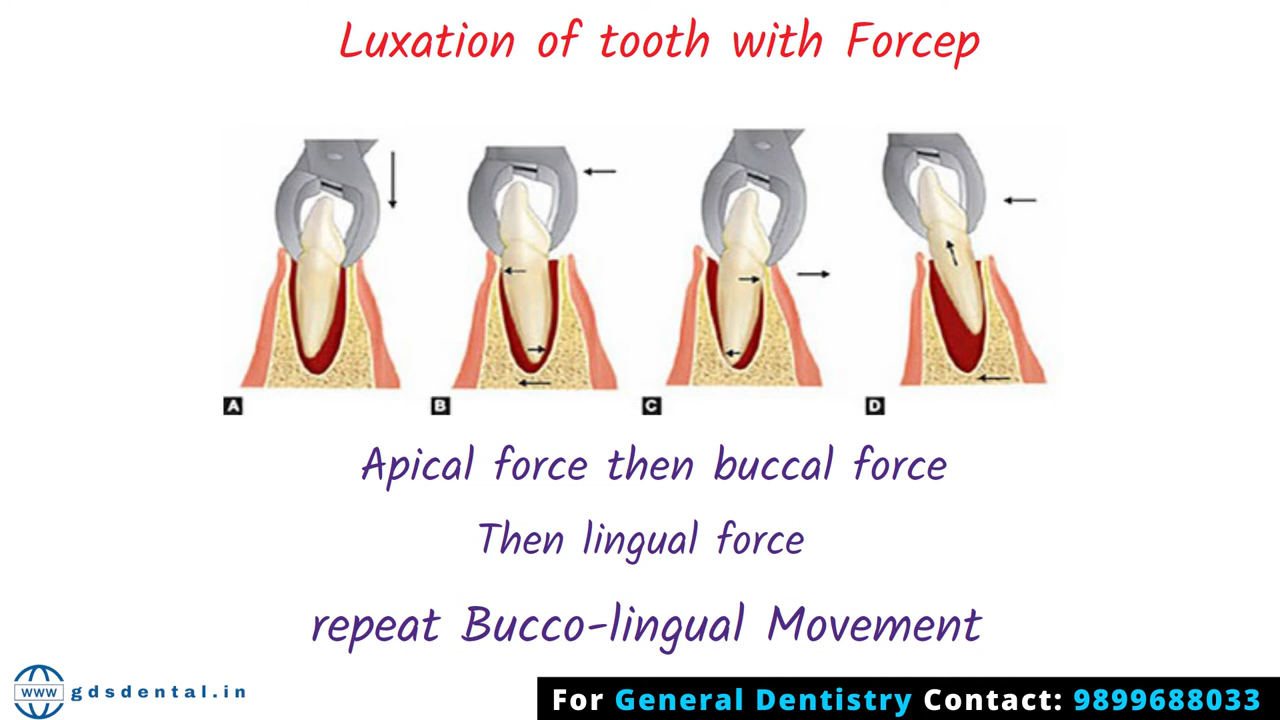 Luxation of tooth with Forcep
A B C D
Apical force then buccal force
Then lingual force
repeat Bucco-lingual Movement
www gdsdental.in
For General Dentistry Contact: 9899688033